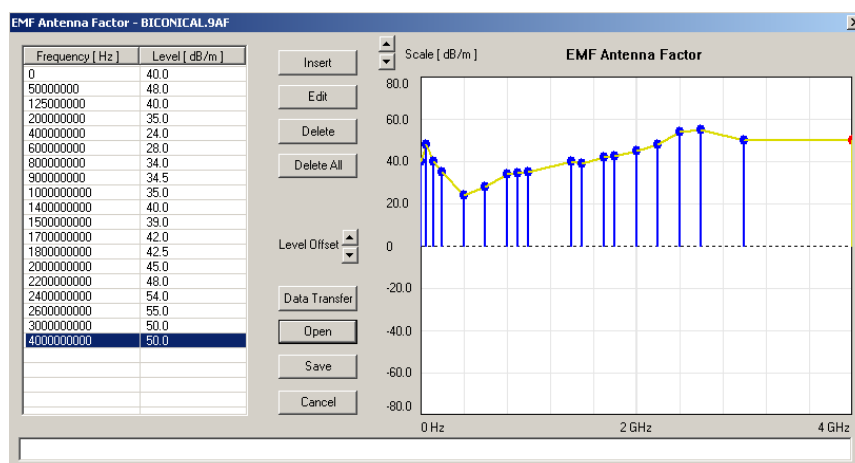 EMF Antenna Factor - BICONICAL.9AF
Frequency [ Hz ] Level [ dB/m ]
0 40.0
50000000 48.0
125000000 40.0
200000000 35.0
400000000 24.0
600000000 28.0
800000000 34.0
900000000 34.5
1000000000 35.0
1400000000 40.0
1500000000 39.0
1700000000 42.0
1800000000 42.5
2000000000 45.0
2200000000 48.0
2400000000 54.0
2600000000 55.0
3000000000 50.0
4000000000 50.0
Insert
Edit
Delete
Delete All
Level Offset
Data Transfer
Open
Save
Cancel
Scale [ dB/m ]
EMF Antenna Factor
80.0
60.0
40.0
20.0
0
-20.0
-40.0
-60.0
-80.0
0 Hz 2 GHz 4 GHz